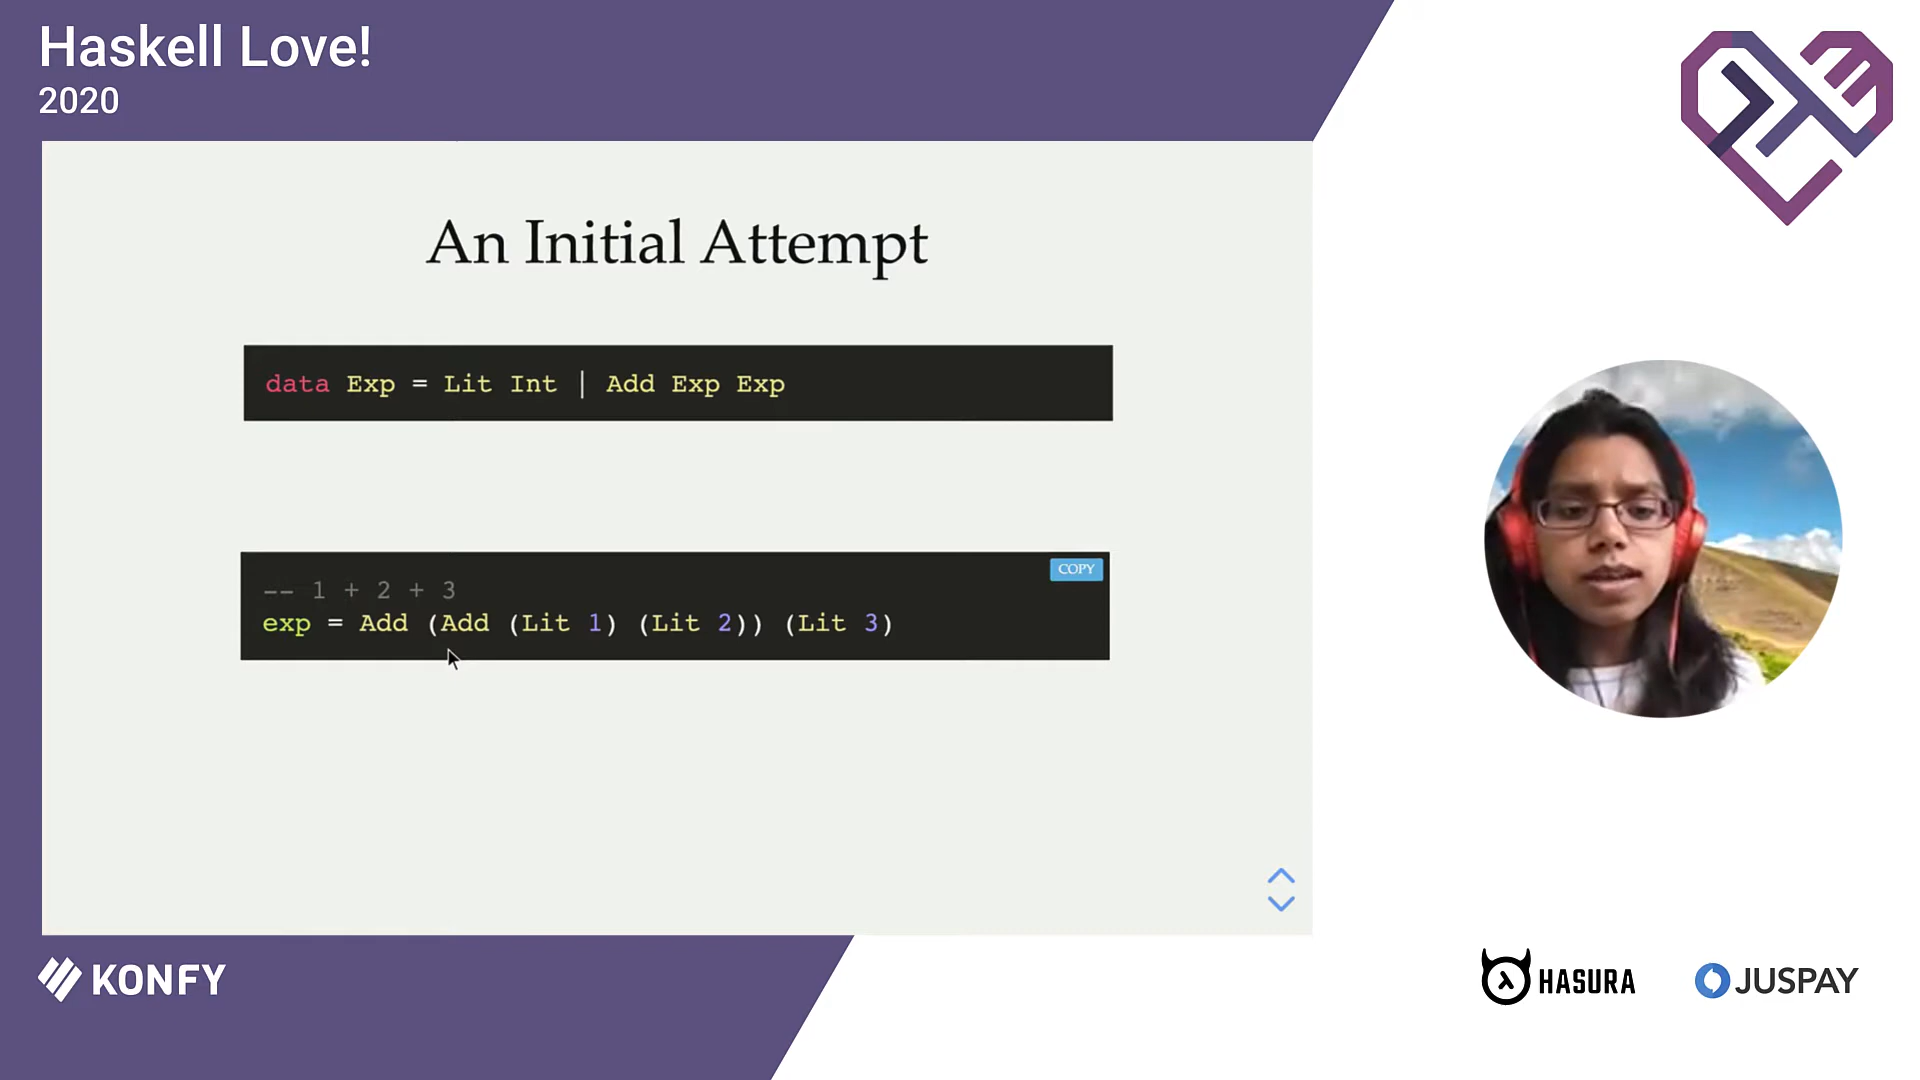 Haskell Love!
2020
An Initial Attempt
data Exp = Lit Int | Add Exp Exp
COPY
-- 1 + 2 + 3
exp = Add (Add (Lit 1) (Lit 2)) (Lit 3)
KONFY
HASURA
JUSPAY